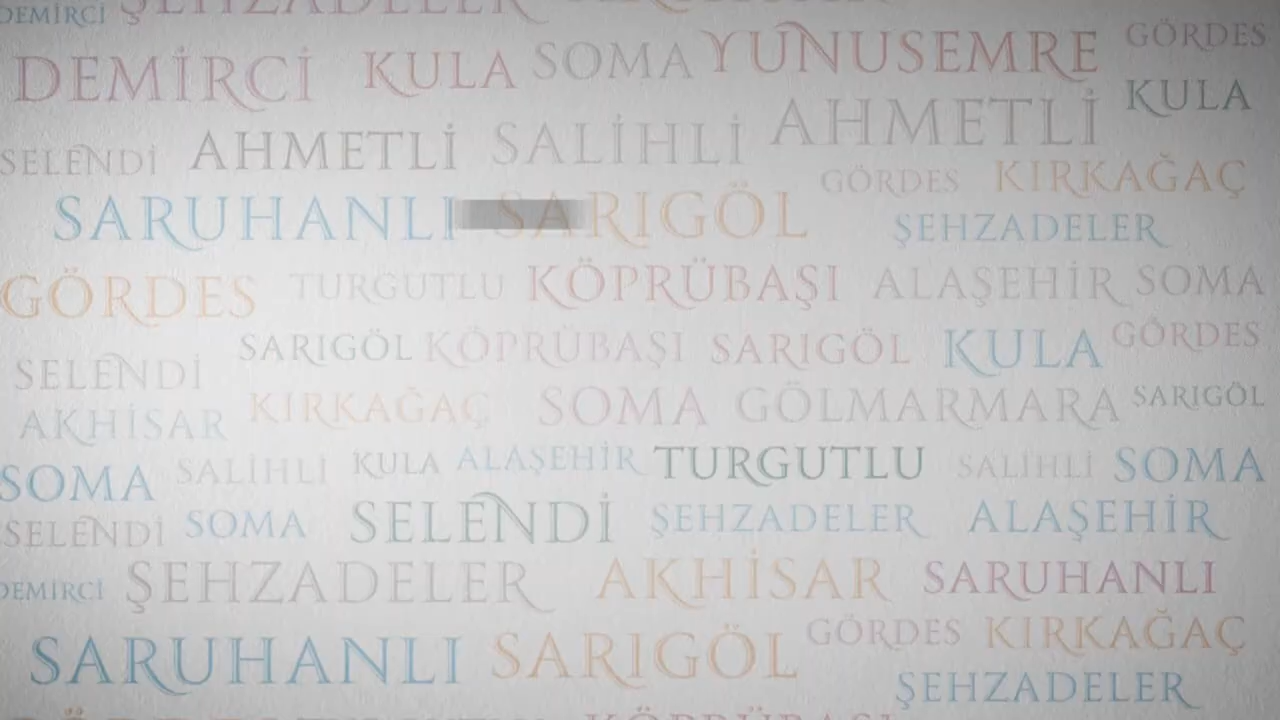 DEMİRCİ ŞEHZADELER
DEMİRCİ KULA SOMA YUNUSEMRE GÖRDES
KULA
SELENDİ AHMETLİ SALİHLİ AHMETLİ
GÖRDES KIRKAĞAÇ
SARUHANLI SARIGÖL ŞEHZADELER
GÖRDES TURGUTLU KÖPRÜBAŞI ALAŞEHİR SOMA
SELENDİ SARIGÖL KÖPRÜBAŞI SARIGÖL KULA GÖRDES
AKHİSAR KIRKAĞAÇ SOMA GÖLMARMARA SARIGÖL
SOMA SALİHLİ KULA ALAŞEHİR TURGUTLU SALİHLİ SOMA
SELENDİ SOMA SELENDİ ŞEHZADELER ALAŞEHİR
DEMİRCİ ŞEHZADELER AKHİSAR SARUHANLI
SARUHANLI SARIGÖL GÖRDES KIRKAĞAÇ
ŞEHZADELER
KÖPRÜBAŞI